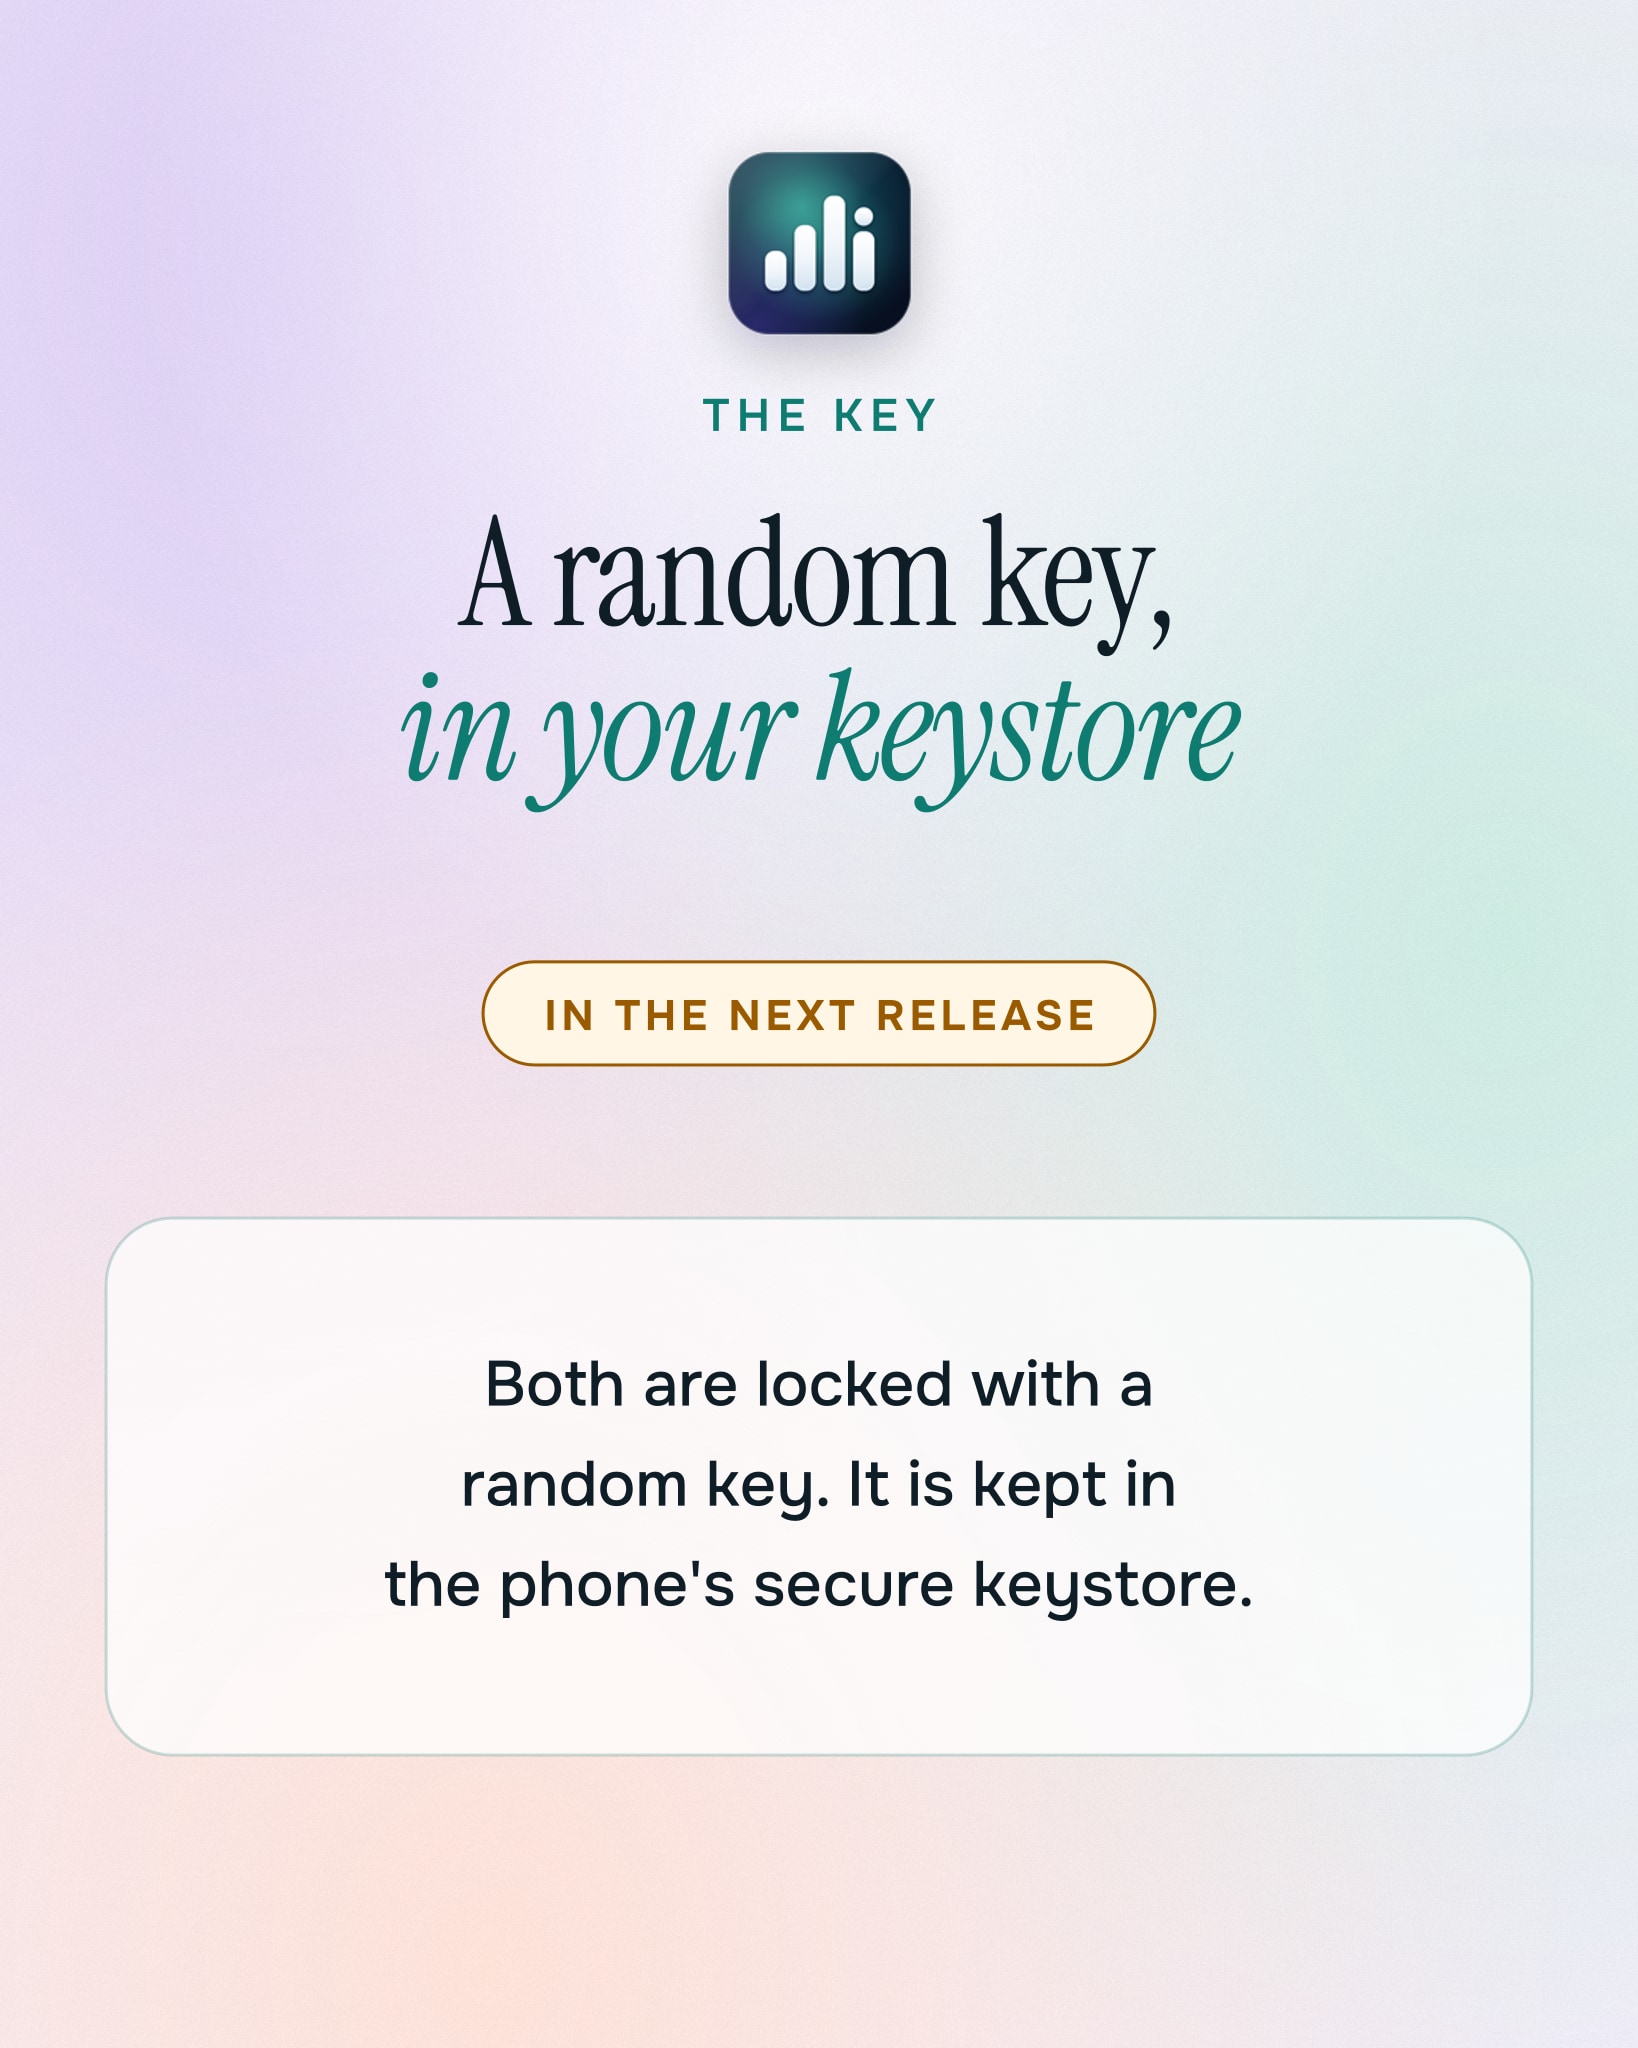 THE KEY
A random key,
in your keystore
IN THE NEXT RELEASE
Both are locked with a
random key. It is kept in
the phone's secure keystore.